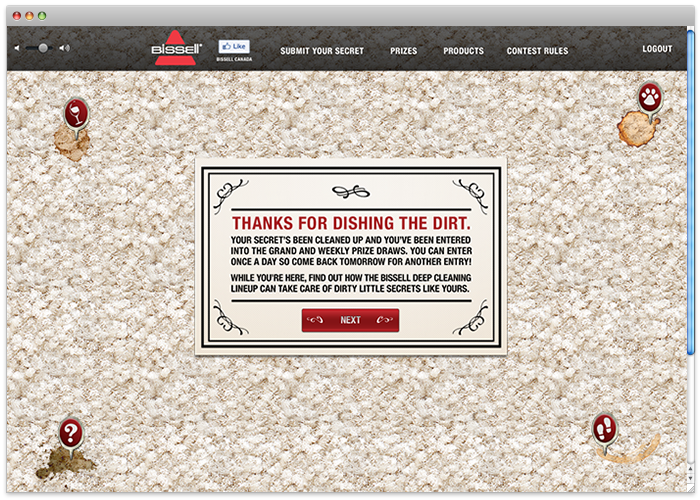 BISSELL®
Like
BISSELL CANADA
SUBMIT YOUR SECRET
PRIZES
PRODUCTS
CONTEST RULES
LOGOUT
THANKS FOR DISHING THE DIRT.
YOUR SECRET'S BEEN CLEANED UP AND YOU'VE BEEN ENTERED
INTO THE GRAND AND WEEKLY PRIZE DRAWS. YOU CAN ENTER
ONCE A DAY SO COME BACK TOMORROW FOR ANOTHER ENTRY!
WHILE YOU'RE HERE, FIND OUT HOW THE BISSELL DEEP CLEANING
LINEUP CAN TAKE CARE OF DIRTY LITTLE SECRETS LIKE YOURS.
NEXT
?